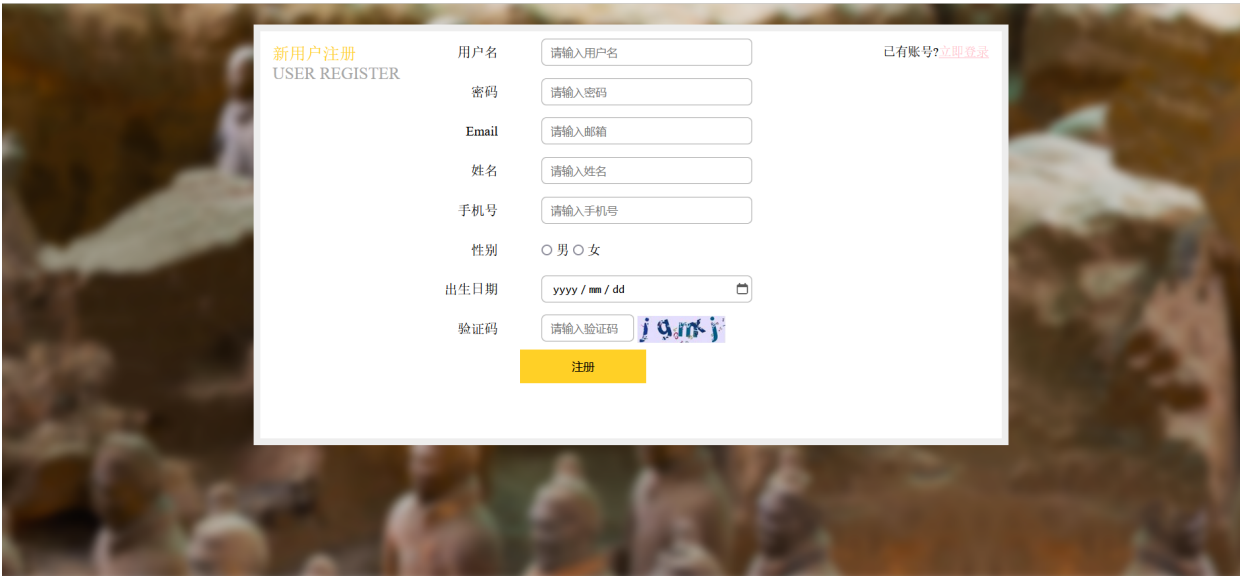 新用户注册
USER REGISTER
用户名 请输入用户名
密码 请输入密码
Email 请输入邮箱
姓名 请输入姓名
手机号 请输入手机号
性别 男 女
出生日期 yyyy / mm / dd
验证码 请输入验证码 jqmkj
注册
已有账号?立即登录